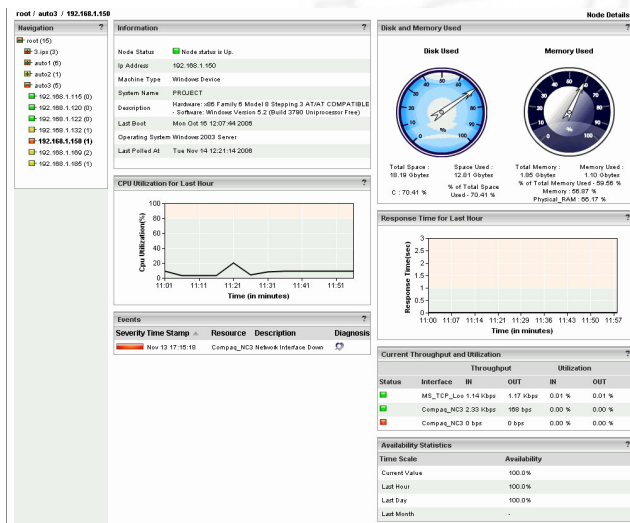 root / auto3 / 192.168.1.150
Node Details
Navigation ?
root (15)
3.ips (3)
auto1 (6)
auto2 (1)
auto3 (5)
192.168.1.115 (0)
192.168.1.120 (0)
192.168.1.122 (0)
192.168.1.132 (1)
192.168.1.150 (1)
192.168.1.169 (2)
192.168.1.185 (1)
Information ?
Node Status Node status is Up.
Ip Address 192.168.1.150
Machine Type Windows Device
System Name PROJECT
Description Hardware: x86 Family 6 Model 8 Stepping 3 AT/AT COMPATIBLE
- Software: Windows Version 5.2 (Build 3790 Uniprocessor Free)
Last Boot Mon Oct 16 12:07:44 2006
Operating System Windows 2003 Server
Last Polled At Tue Nov 14 12:21:14 2006
CPU Utilization for Last Hour ?
Cpu Utilization(%)
100
80
60
40
20
0
11:01 11:11 11:21 11:31 11:41 11:51
Time (in minutes)
Events ?
Severity Time Stamp Resource Description Diagnosis
Nov 13 17:15:18 Compaq_NC3 Network Interface Down
Disk and Memory Used ?
Disk Used
Memory Used
Total Space :
18.19 Gbytes
Space Used :
12.81 Gbytes
C : 70.41 %
% of Total Space
Used - 70.41 %
Total Memory :
1.85 Gbytes
Memory Used :
1.10 Gbytes
% of Total Memory Used - 59.56 %
Memory : 56.87 %
Physical_RAM : 66.17 %
Response Time for Last Hour ?
Response Time(sec)
3
2.5
2
1.5
1
0.5
0
11:00 11:07 11:14 11:21 11:29 11:36 11:43 11:50 11:57
Time (in minutes)
Current Throughput and Utilization ?
Throughput Utilization
Status Interface IN OUT IN OUT
MS_TCP_Loo 1.14 Kbps 1.17 Kbps 0.01 % 0.01 %
Compaq_NC3 2.33 Kbps 168 bps 0.00 % 0.00 %
Compaq_NC3 0 bps 0 bps 0.00 % 0.00 %
Availability Statistics ?
Time Scale Availability
Current Value 100.0%
Last Hour 100.0%
Last Day 100.0%
Last Month -